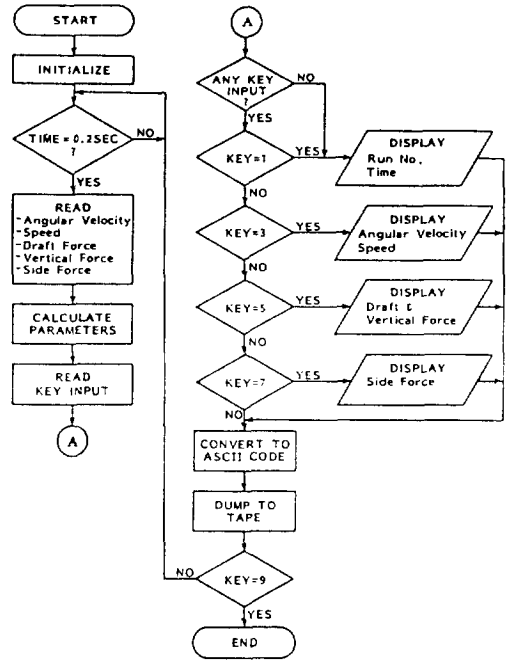 START
INITIALIZE
TIME = 0.2SEC
?
NO
YES
READ
-Angular Velocity
-Speed
-Draft Force
-Vertical Force
-Side Force
CALCULATE
PARAMETERS
READ
KEY INPUT
A
A
ANY KEY
INPUT
?
NO
YES
KEY=1
YES
NO
DISPLAY
Run No.
Time
KEY=3
YES
NO
DISPLAY
Angular Velocity
Speed
KEY=5
YES
NO
DISPLAY
Draft &
Vertical Force
KEY=7
YES
NO
DISPLAY
Side Force
CONVERT TO
ASCII CODE
DUMP TO
TAPE
KEY=9
NO
YES
END